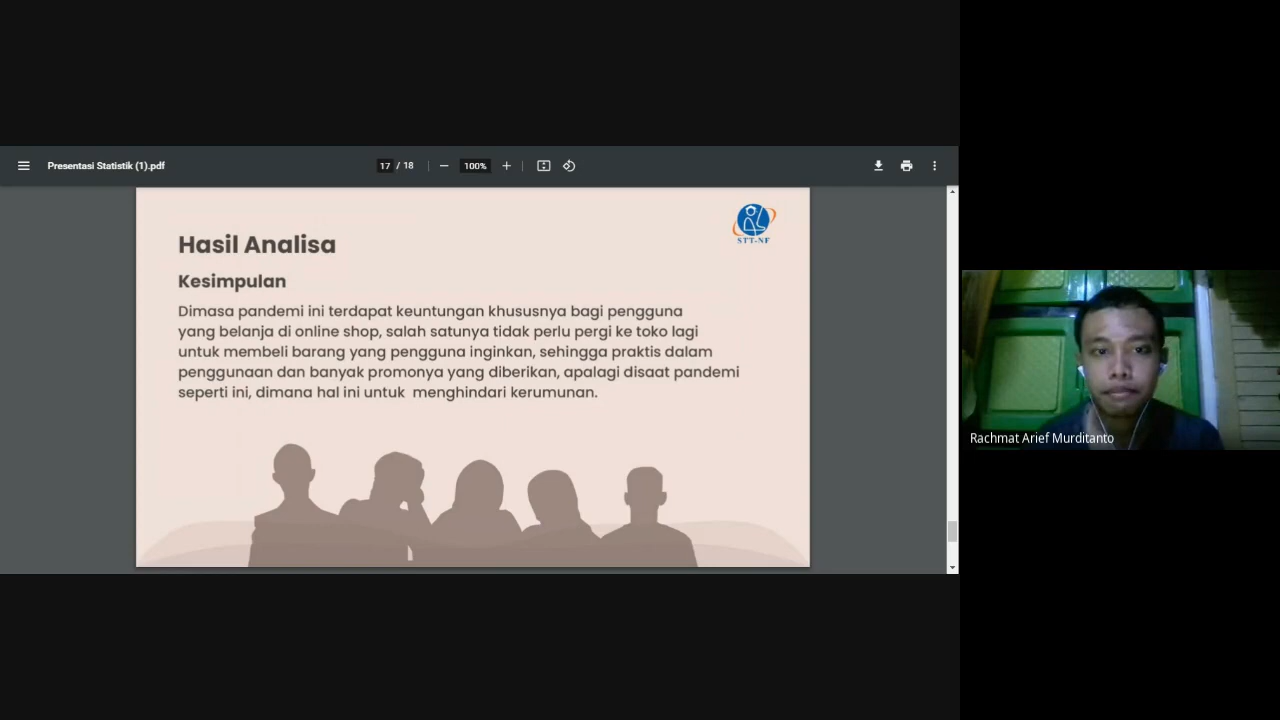 Presentasi Statistik (1).pdf
17 / 18
100%
STT-NF
Hasil Analisa
Kesimpulan
Dimasa pandemi ini terdapat keuntungan khususnya bagi pengguna
yang belanja di online shop, salah satunya tidak perlu pergi ke toko lagi
untuk membeli barang yang pengguna inginkan, sehingga praktis dalam
penggunaan dan banyak promonya yang diberikan, apalagi disaat pandemi
seperti ini, dimana hal ini untuk  menghindari kerumunan.
Rachmat Arief Murditanto